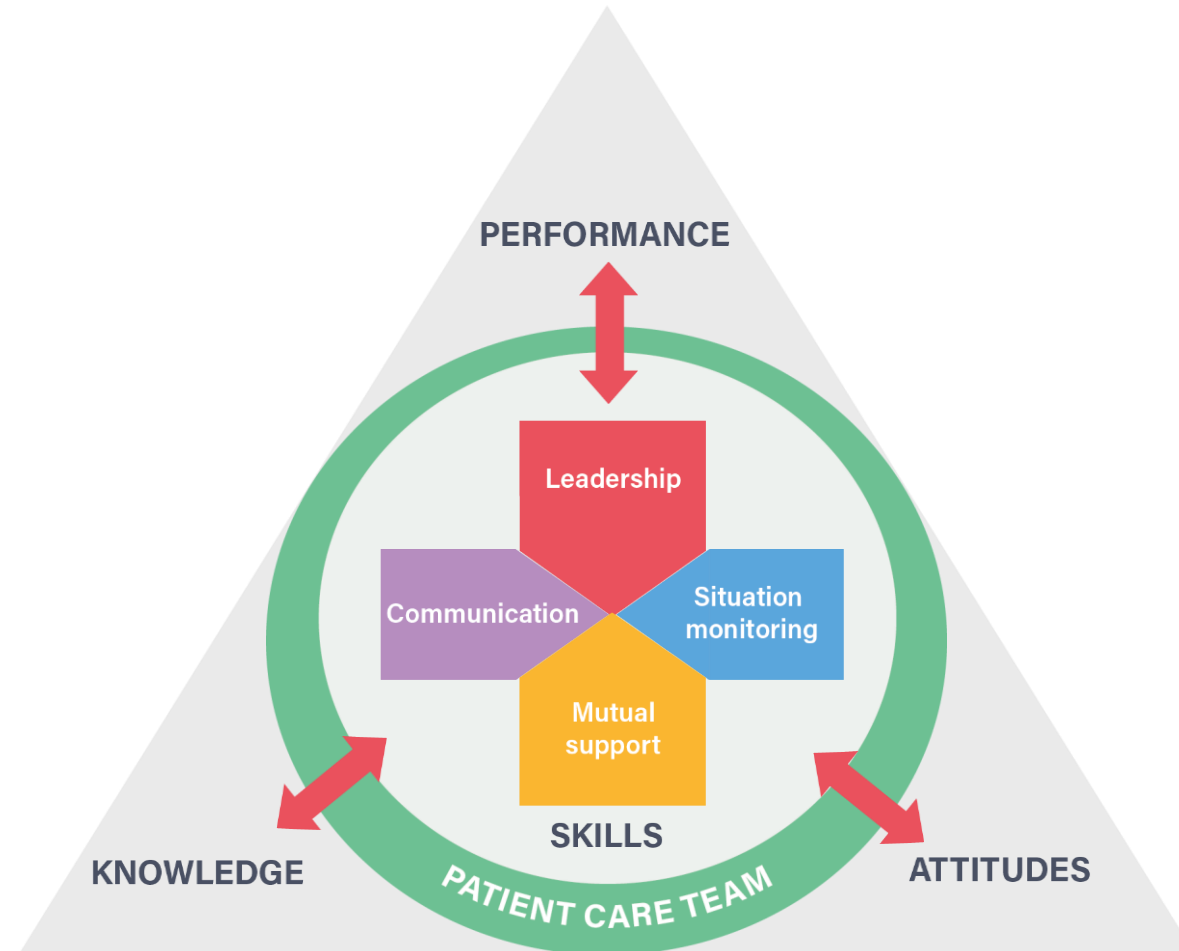 PERFORMANCE
Leadership
Communication
Situation
monitoring
Mutual
support
SKILLS
KNOWLEDGE
ATTITUDES
PATIENT CARE TEAM